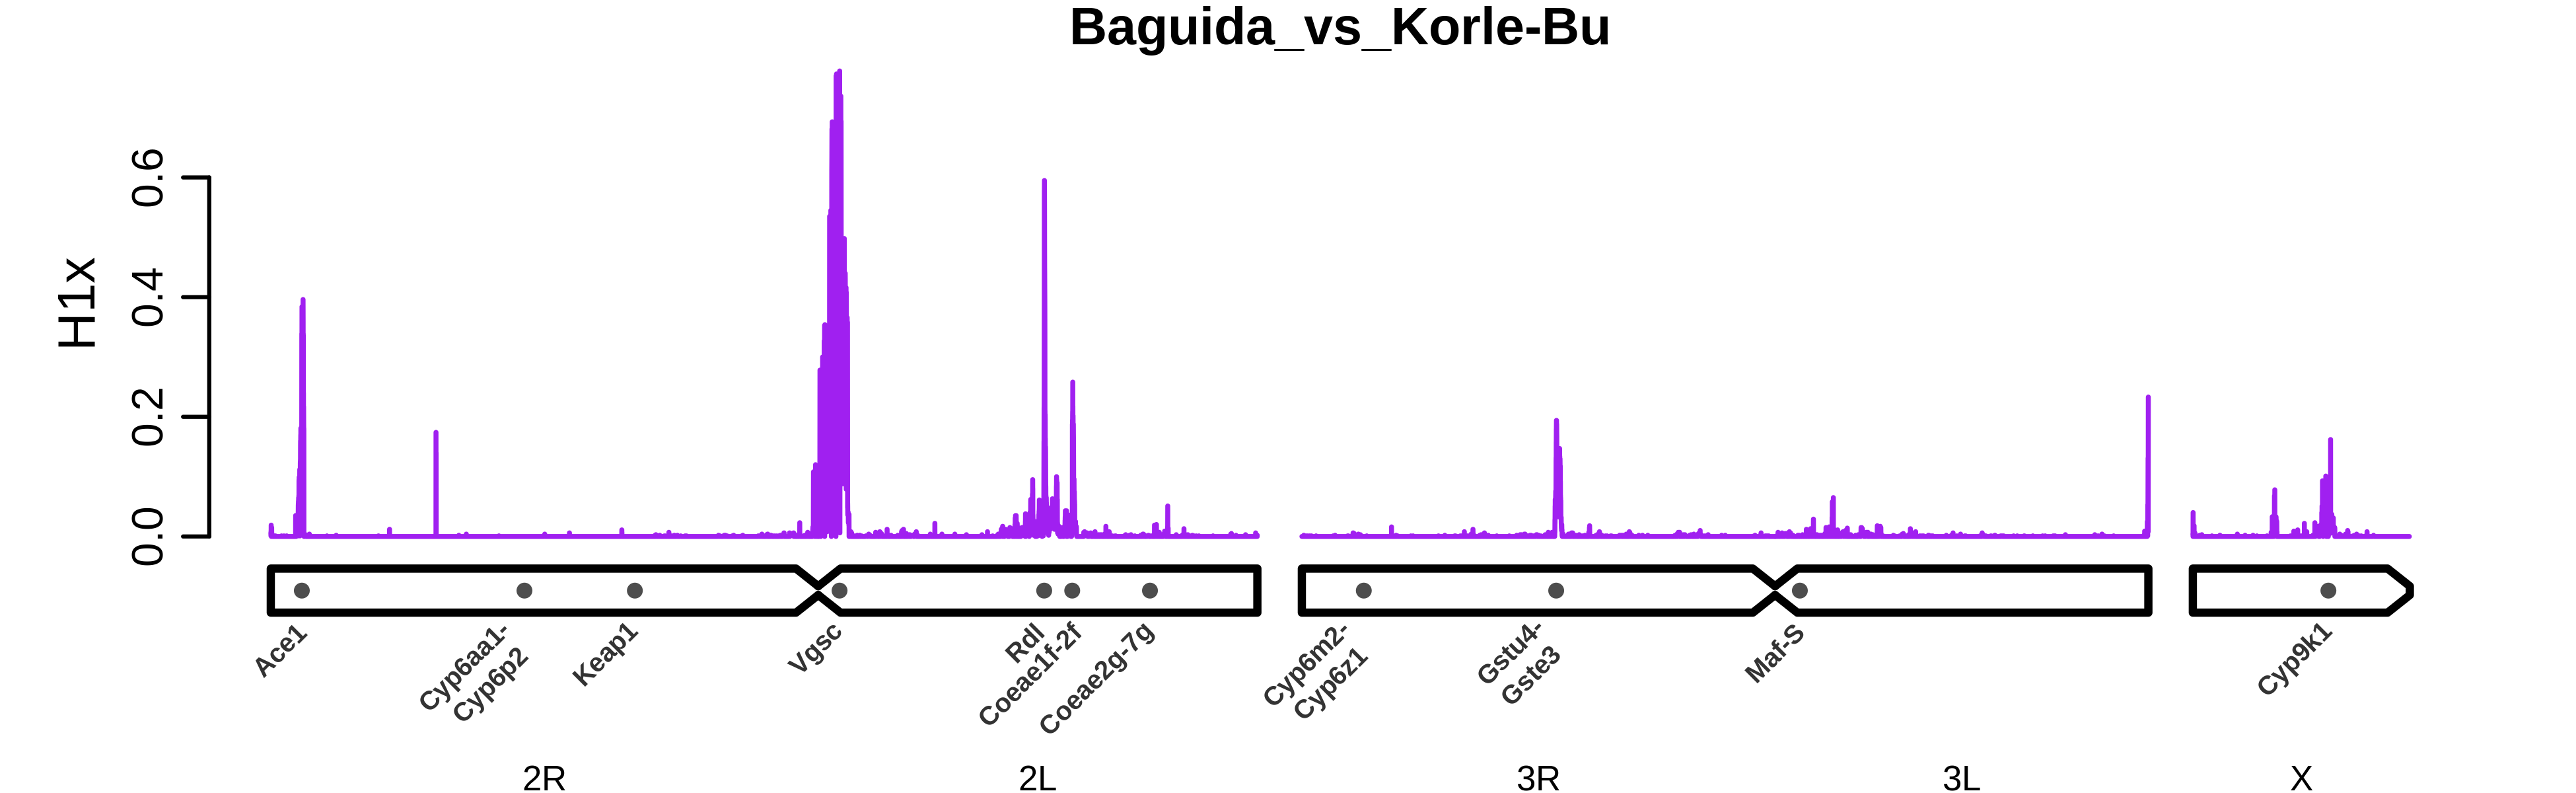 Baguida_vs_Korle-Bu
H1x
0.6
0.4
0.2
0.0
Ace1
Cyp6aa1-
Cyp6p2
Keap1
Vgsc
Rdl
Coeae1f-2f
Coeae2g-7g
Cyp6m2-
Cyp6z1
Gstu4-
Gste3
Maf-S
Cyp9k1
2R
2L
3R
3L
X